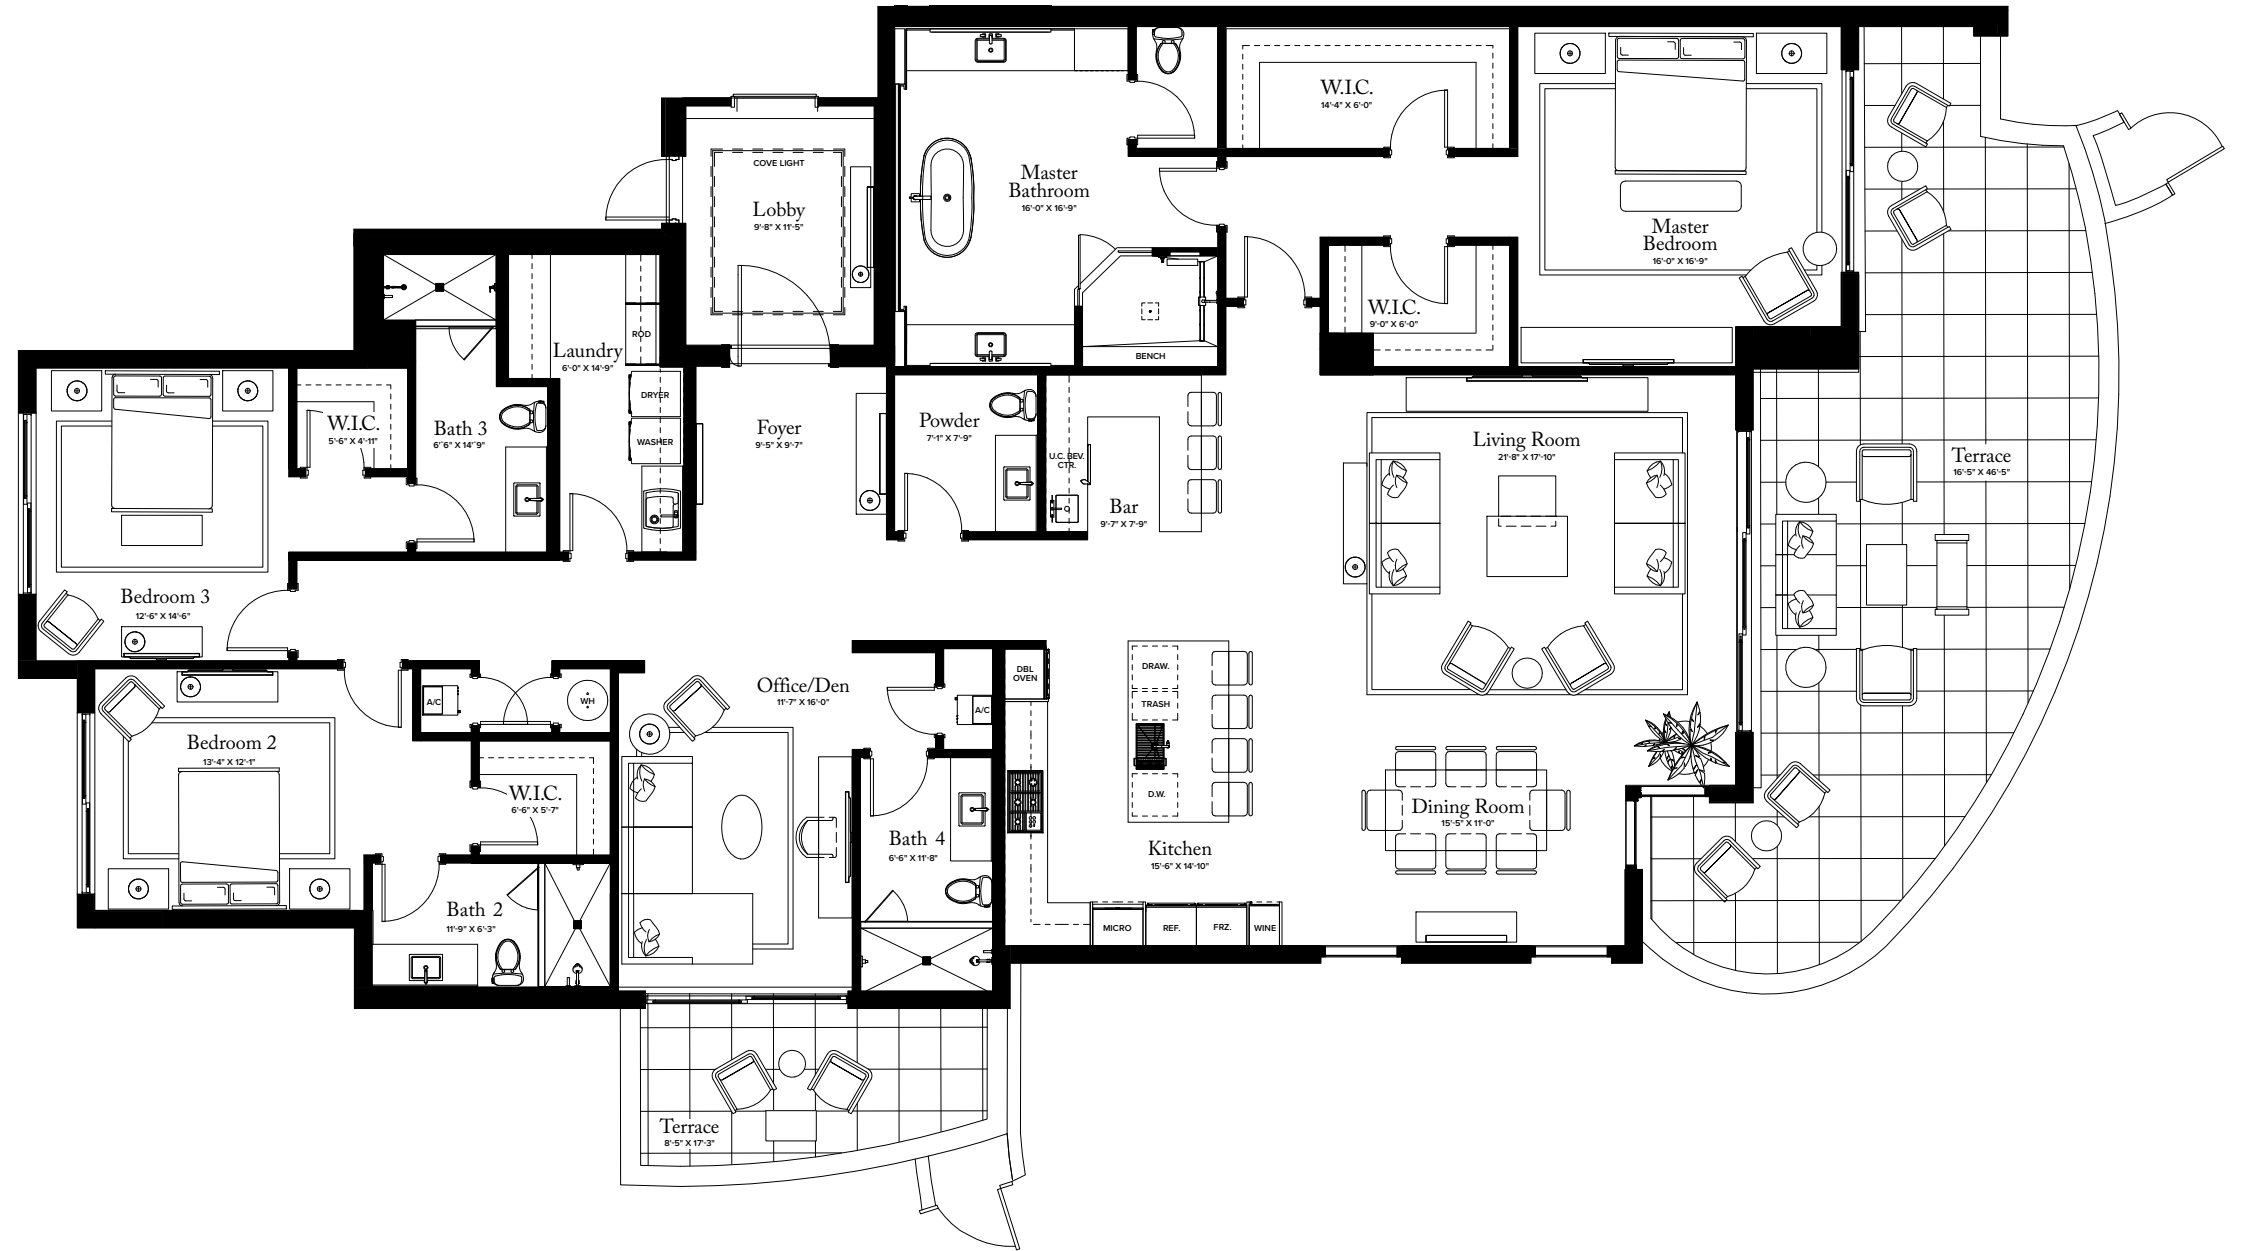 COVE LIGHT
Lobby
9'-8" X 11'-5"
Master
Bathroom
16'-0" X 16'-9"
W.I.C.
14'-4" X 6'-0"
Master
Bedroom
16'-0" X 16'-9"
W.I.C.
9'-0" X 6'-0"
BENCH
ROD
Laundry
6'-0" X 14'-9"
DRYER
WASHER
W.I.C.
5'-6" X 4'-11"
Bath 3
6'6" X 14'9"
Foyer
9'-5" X 9'-7"
Powder
7'-1" X 7'-9"
U.C. BEV.
CTR.
Bar
9'-7" X 7'-9"
Living Room
21'-8" X 17'-10"
Terrace
16'-5" X 46'-5"
Bedroom 3
12'-6" X 14'-6"
A/C
WH
Office/Den
11'-7" X 16'-0"
A/C
DBL
OVEN
DRAW.
TRASH
D.W.
Bedroom 2
13'-4" X 12'-1"
W.I.C.
6'-6" X 5'-7"
Bath 4
6'-6" X 11'-8"
Kitchen
15'-6" X 14'-10"
Dining Room
15'-5" X 11'-0"
Bath 2
11'-9" X 6'-3"
MICRO
REF.
FRZ.
WINE
Terrace
8'-5" X 17'-3"